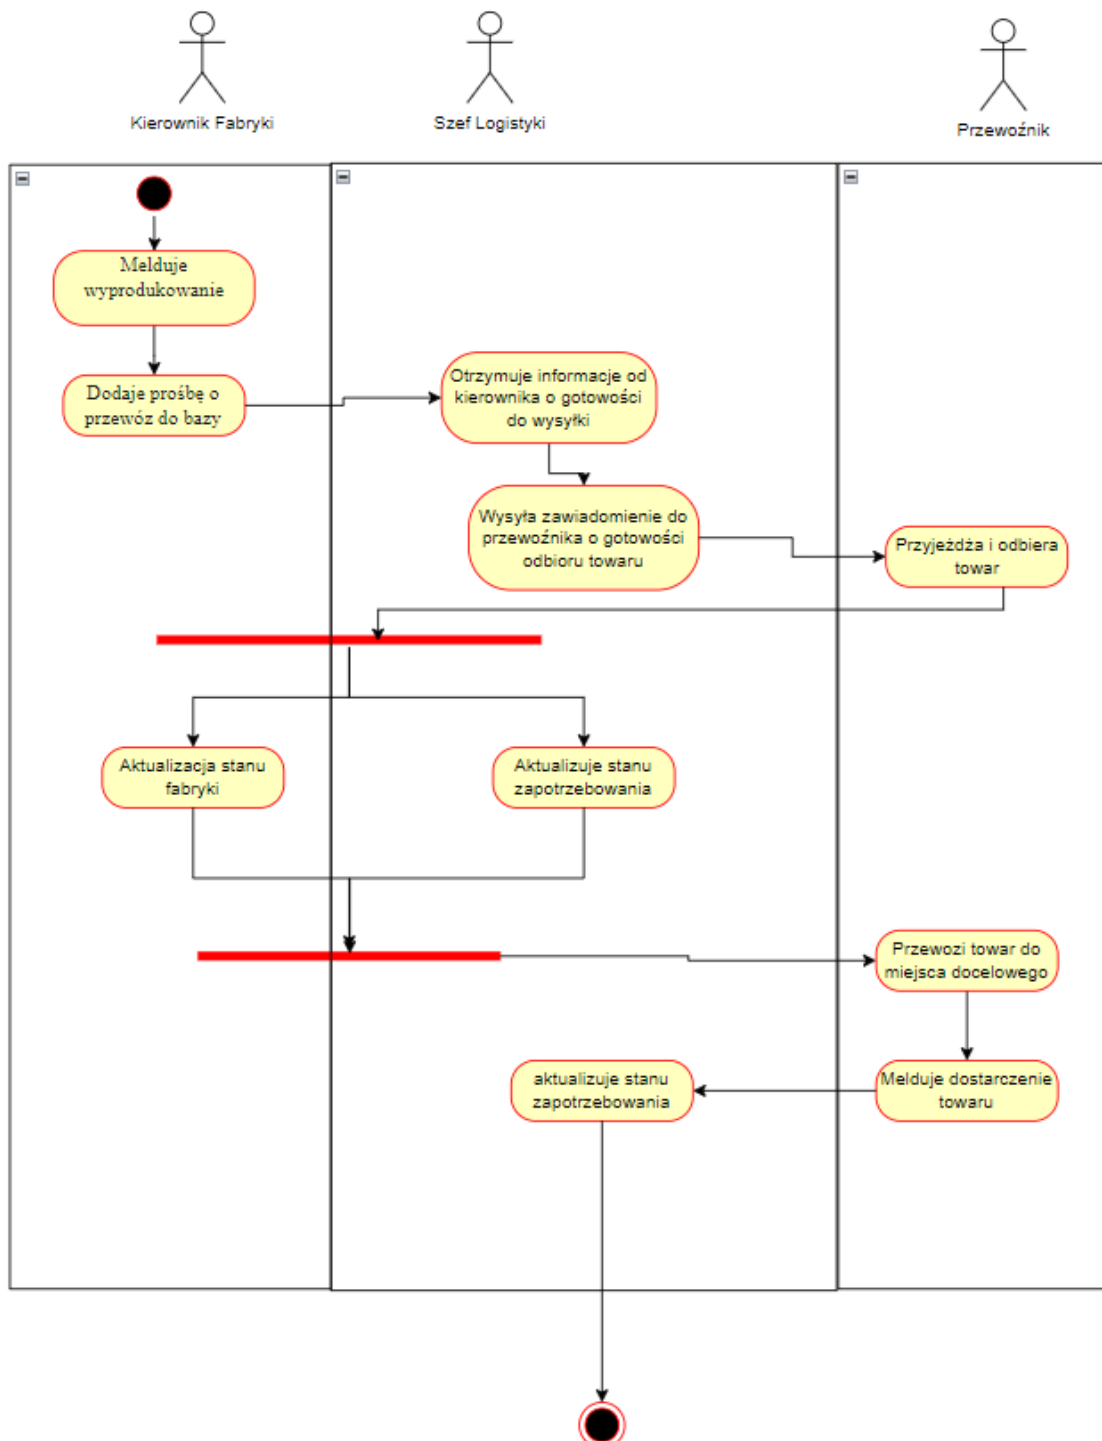 Kierownik Fabryki
Szef Logistyki
Przewoźnik
Melduje
wyprodukowanie
Dodaje prośbę o
przewóz do bazy
Otrzymuje informacje od
kierownika o gotowości
do wysyłki
Wysyła zawiadomienie do
przewoźnika o gotowości
odbioru towaru
Przyjeżdża i odbiera
towar
Aktualizacja stanu
fabryki
Aktualizuje stanu
zapotrzebowania
Przewozi towar do
miejsca docelowego
Melduje dostarczenie
towaru
aktualizuje stanu
zapotrzebowania